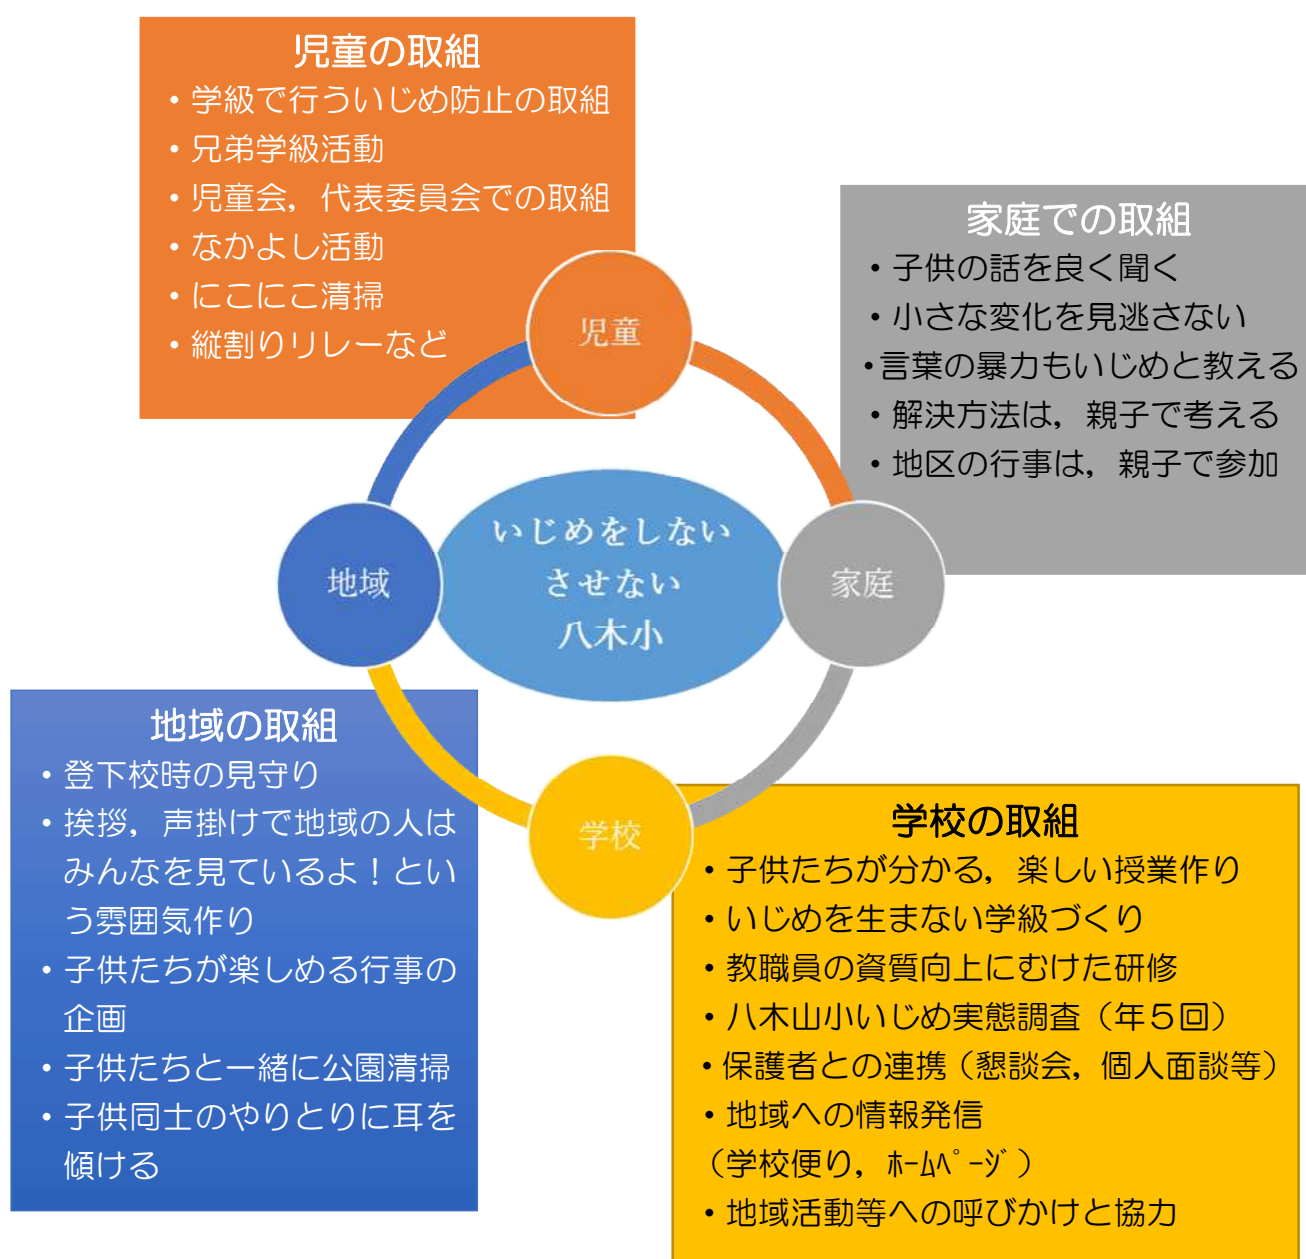 児童の取組
・学級で行ういじめ防止の取組
・兄弟学級活動
・児童会，代表委員会での取組
・なかよし活動
・にこにこ清掃
・縦割りリレーなど
児童
家庭での取組
・子供の話を良く聞く
・小さな変化を見逃さない
・言葉の暴力もいじめと教える
・解決方法は，親子で考える
・地区の行事は，親子で参加
いじめをしない
させない
八木小
地域
家庭
地域の取組
・登下校時の見守り
・挨拶，声掛けで地域の人は
みんなを見ているよ！とい
う雰囲気作り
・子供たちが楽しめる行事の
企画
・子供たちと一緒に公園清掃
・子供同士のやりとりに耳を
傾ける
学校
学校の取組
・子供たちが分かる，楽しい授業作り
・いじめを生まない学級づくり
・教職員の資質向上にむけた研修
・八木山小いじめ実態調査（年５回）
・保護者との連携（懇談会，個人面談等）
・地域への情報発信
（学校便り，ﾎｰﾑﾍﾟｰｼﾞ）
・地域活動等への呼びかけと協力